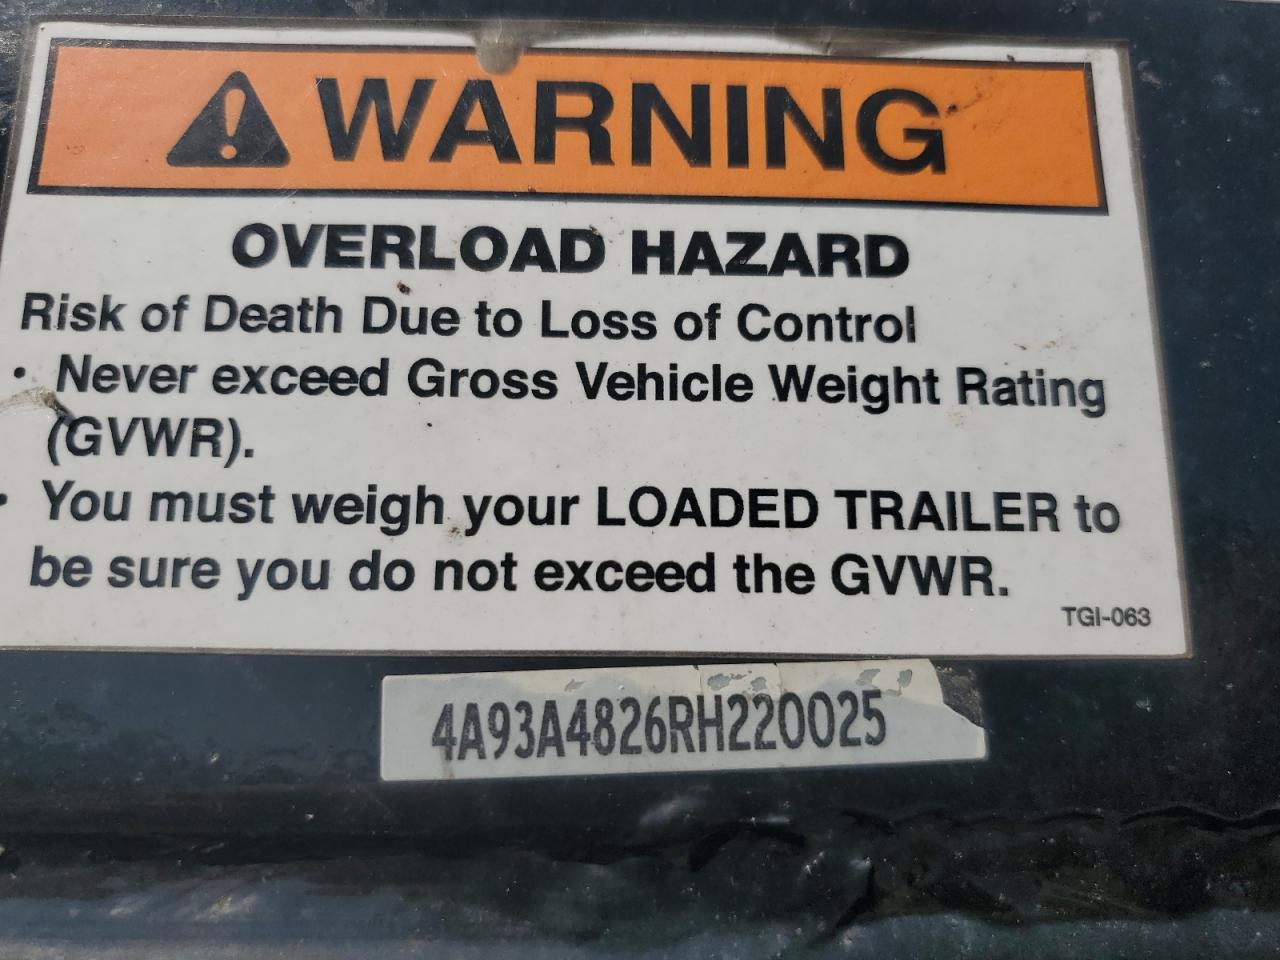 WARNING
OVERLOAD HAZARD
Risk of Death Due to Loss of Control
· Never exceed Gross Vehicle Weight Rating
(GVWR).
· You must weigh your LOADED TRAILER to
be sure you do not exceed the GVWR.
TGI-063
4A93A4826RH220025